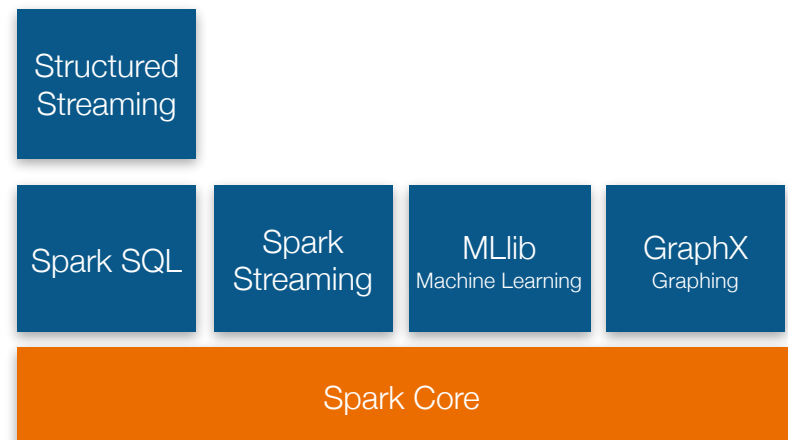 Structured
Streaming
Spark SQL
Spark
Streaming
MLlib
Machine Learning
GraphX
Graphing
Spark Core